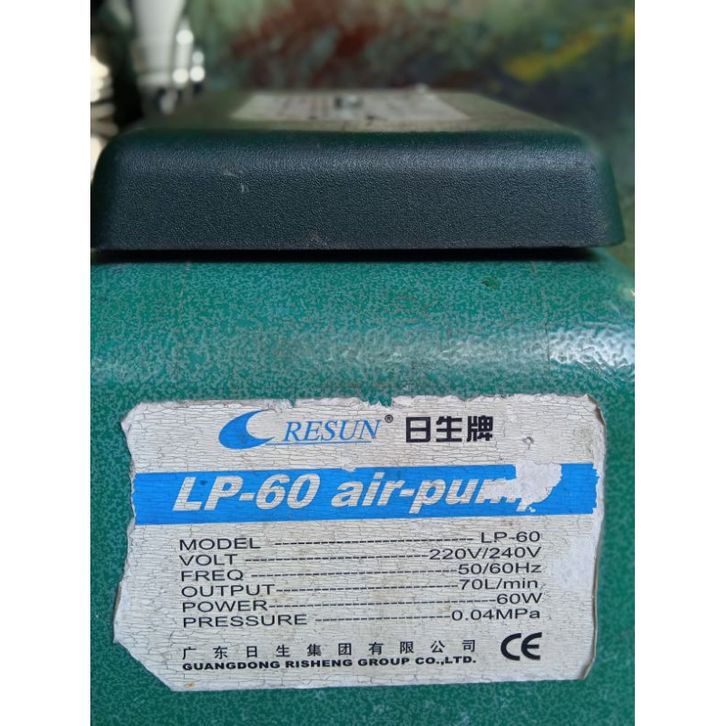 RESUN® 日生牌
LP-60 air-pump
MODEL -------------------------- LP-60
VOLT ----------------------220V/240V
FREQ -----------------------50/60Hz
OUTPUT---------------------70L/min
POWER-------------------------60W
PRESSURE ----------------0.04MPa
广东日生集团有限公司 CE
GUANGDONG RISHENG GROUP CO.,LTD.